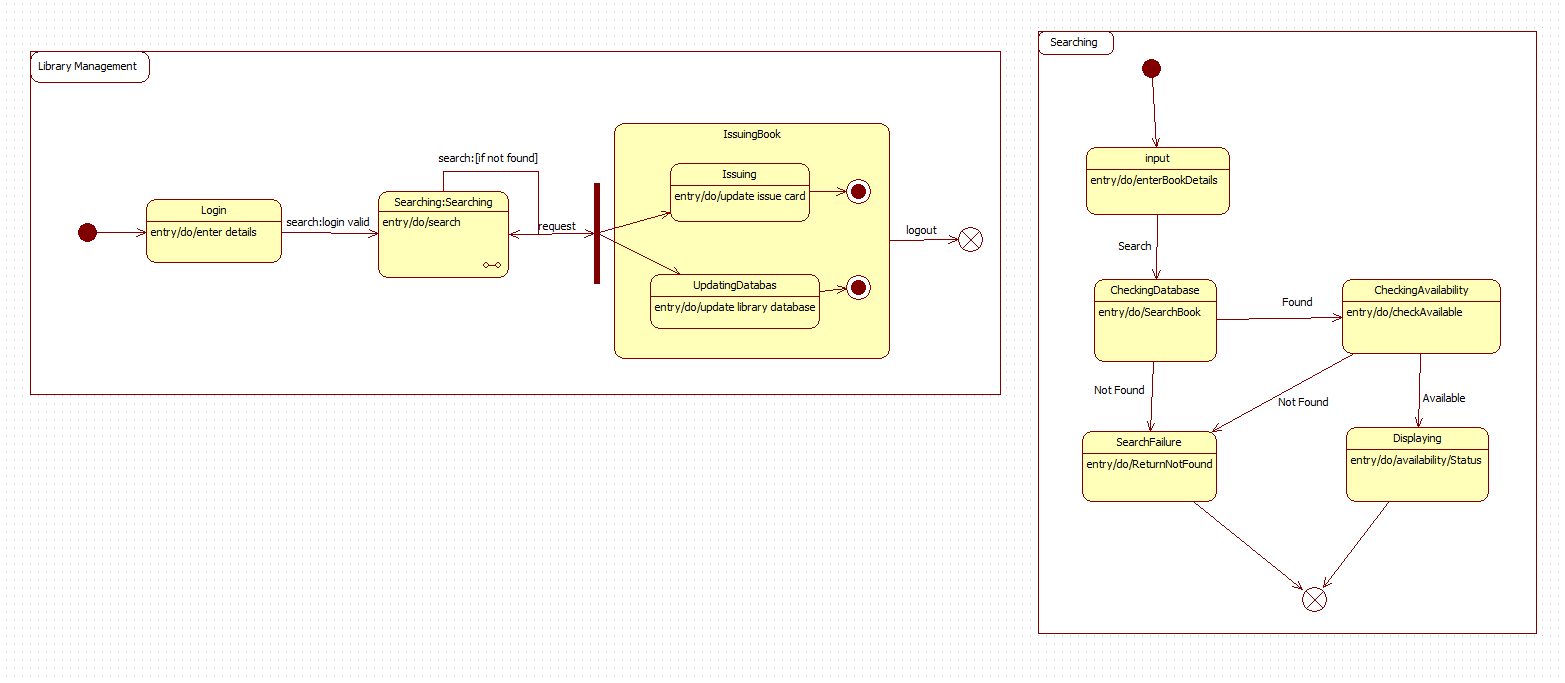 Library Management
search:[if not found]
Login
entry/do/enter details
search:login valid
Searching:Searching
entry/do/search
request
IssuingBook
Issuing
entry/do/update issue card
UpdatingDatabas
entry/do/update library database
logout
Searching
input
entry/do/enterBookDetails
Search
CheckingDatabase
entry/do/SearchBook
Found
CheckingAvailability
entry/do/checkAvailable
Not Found
Not Found
Available
SearchFailure
entry/do/ReturnNotFound
Displaying
entry/do/availability/Status